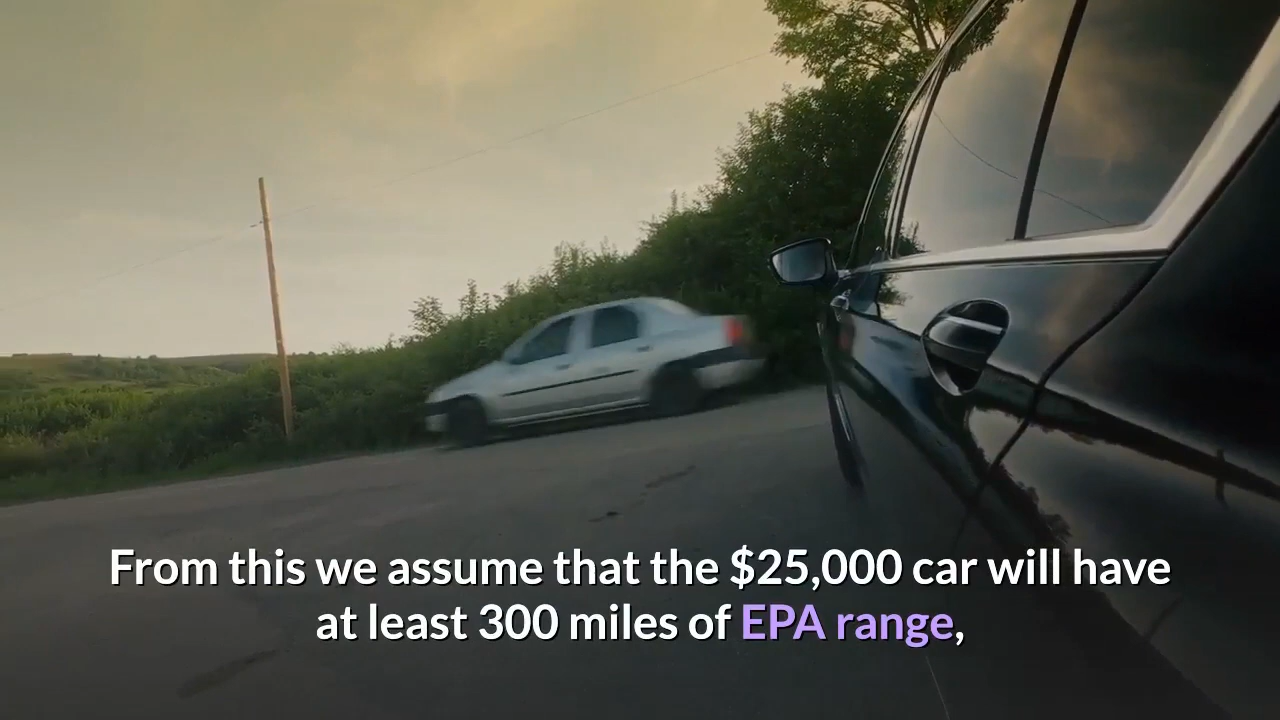 From this we assume that the $25,000 car will have
at least 300 miles of EPA range,